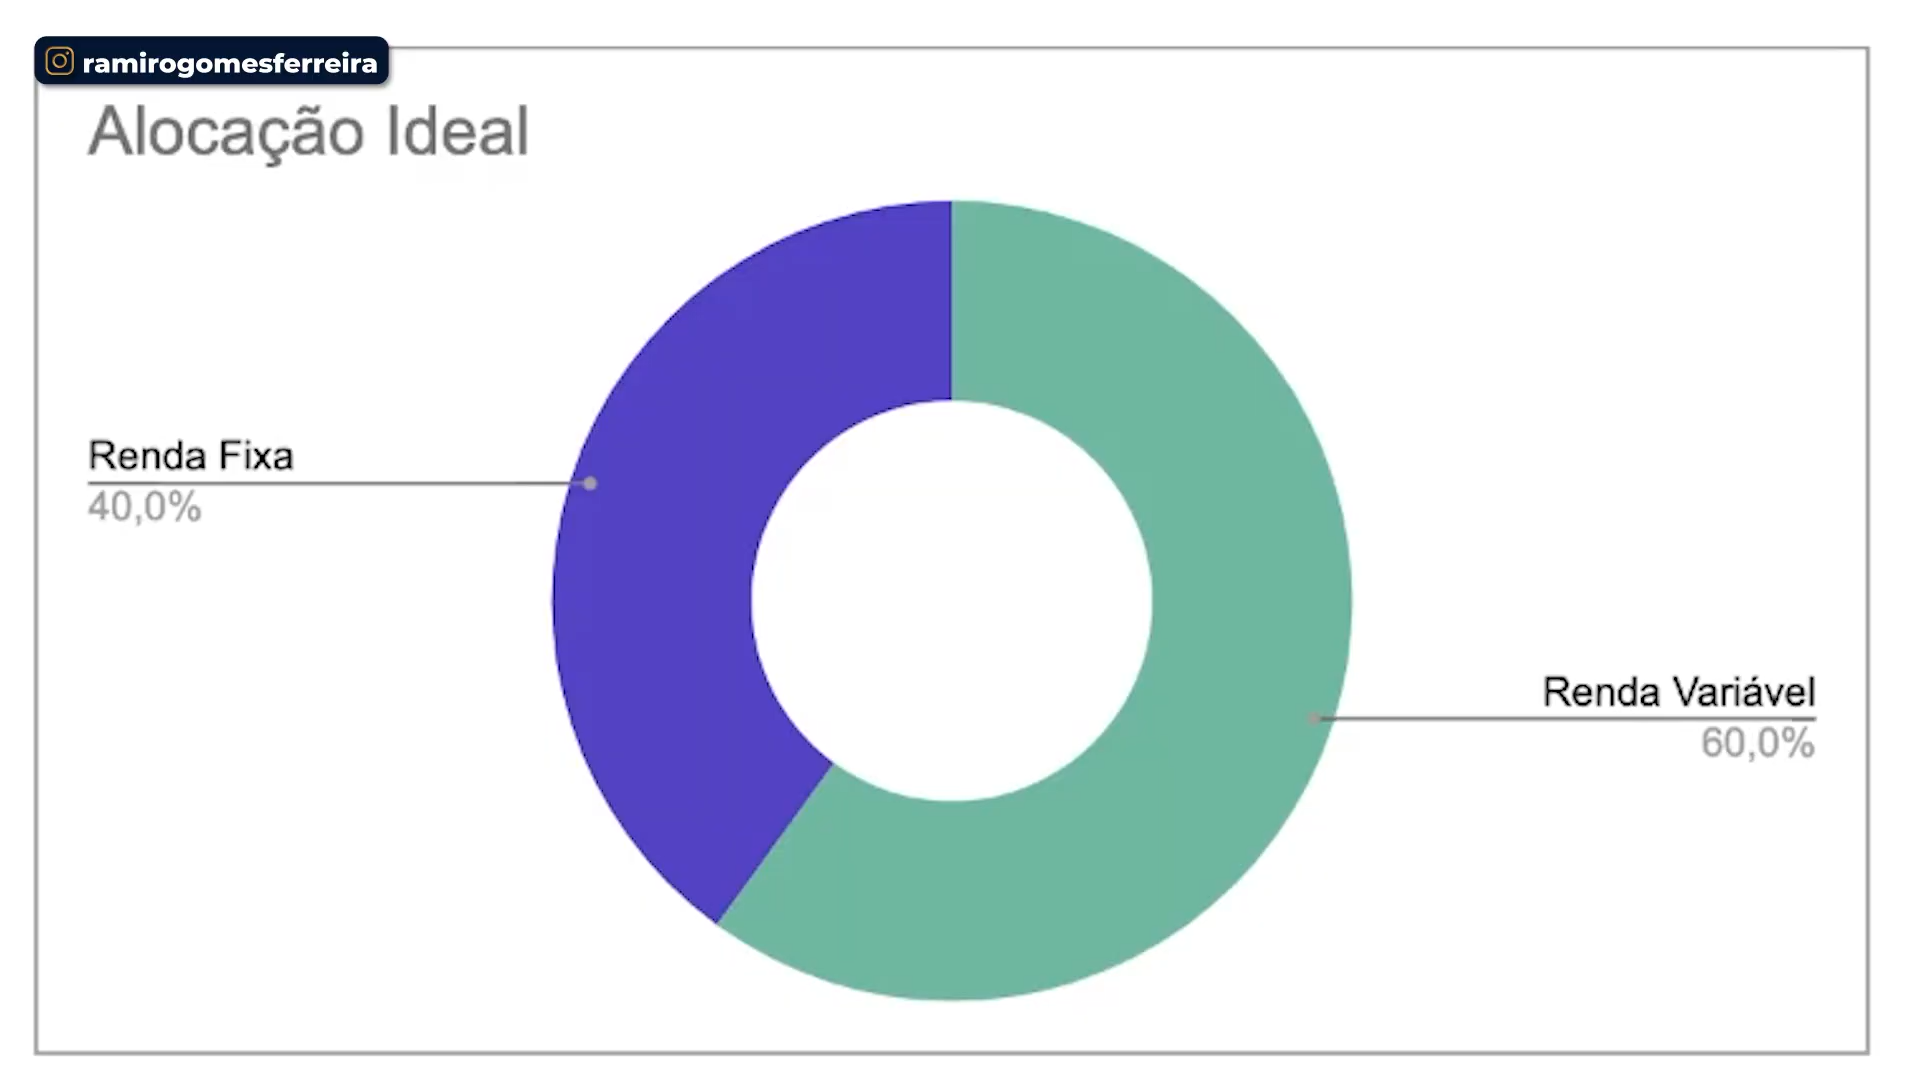 ramirogomesferreira
Alocação Ideal
Renda Fixa
40,0%
Renda Variável
60,0%